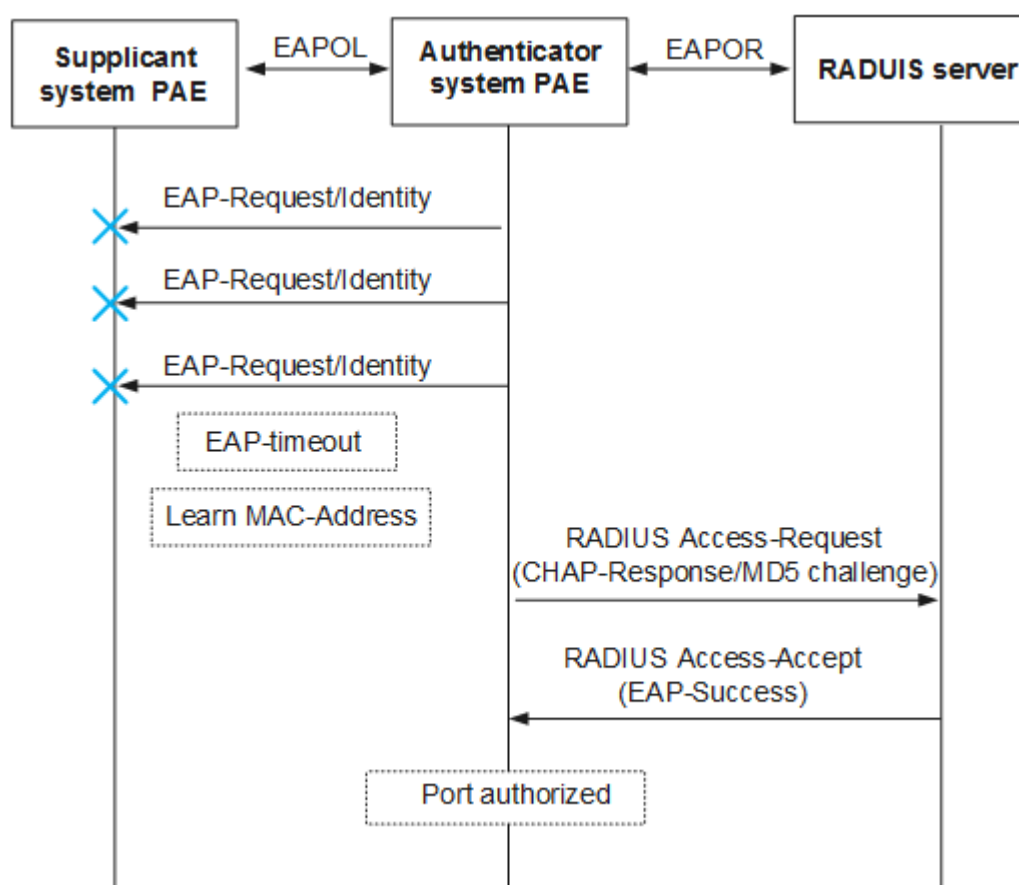 Supplicant
system PAE
EAPOL
Authenticator
system PAE
EAPOR
RADUIS server
EAP-Request/Identity
EAP-Request/Identity
EAP-Request/Identity
EAP-timeout
Learn MAC-Address
RADIUS Access-Request
(CHAP-Response/MD5 challenge)
RADIUS Access-Accept
(EAP-Success)
Port authorized